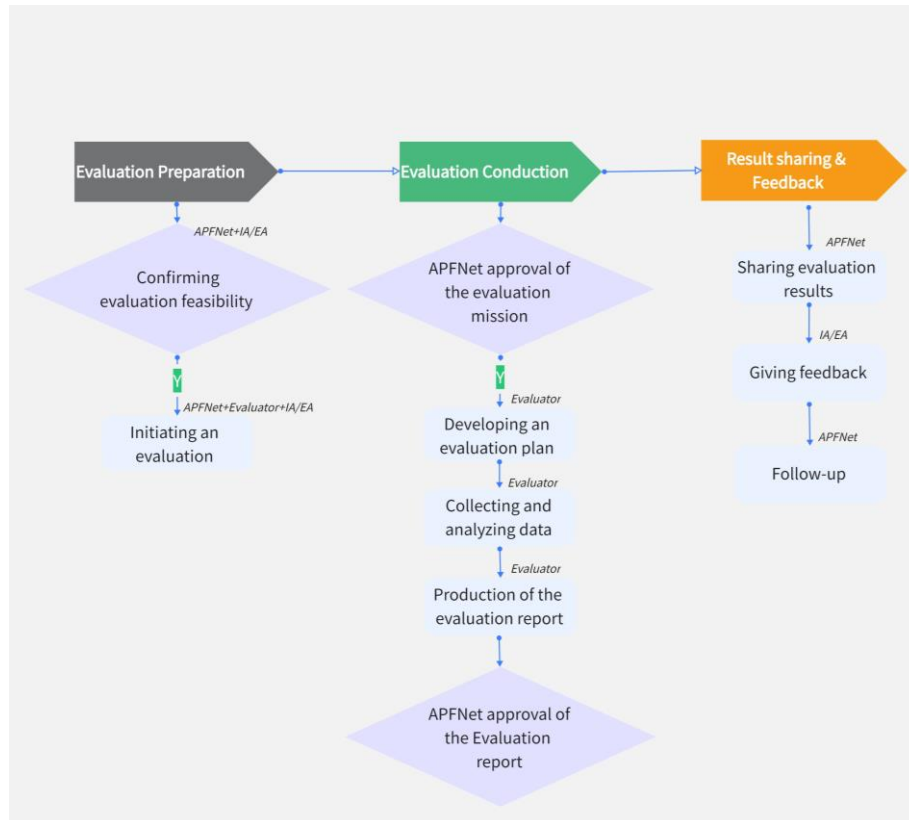 Evaluation Preparation
Evaluation Conduction
Result sharing &
Feedback
APFNet+IA/EA
Confirming
evaluation feasibility
Y
APFNet+Evaluator+IA/EA
Initiating an
evaluation
APFNet approval of
the evaluation
mission
Y
Evaluator
Developing an
evaluation plan
Evaluator
Collecting and
analyzing data
Evaluator
Production of the
evaluation report
APFNet approval of
the Evaluation
report
APFNet
Sharing evaluation
results
IA/EA
Giving feedback
APFNet
Follow-up